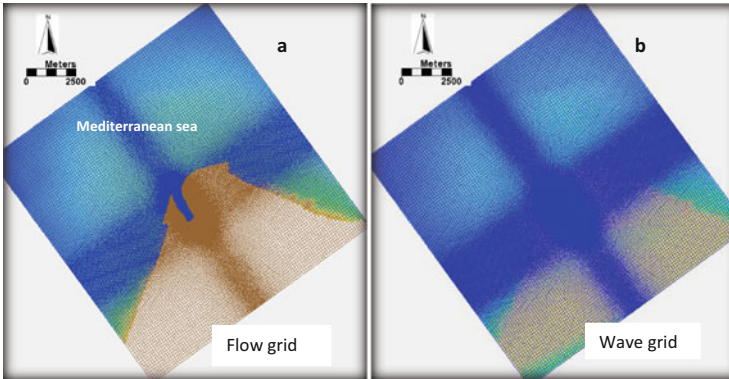 a
N
Meters
0 2500
Mediterranean sea
Flow grid
b
N
Meters
0 2500
Wave grid